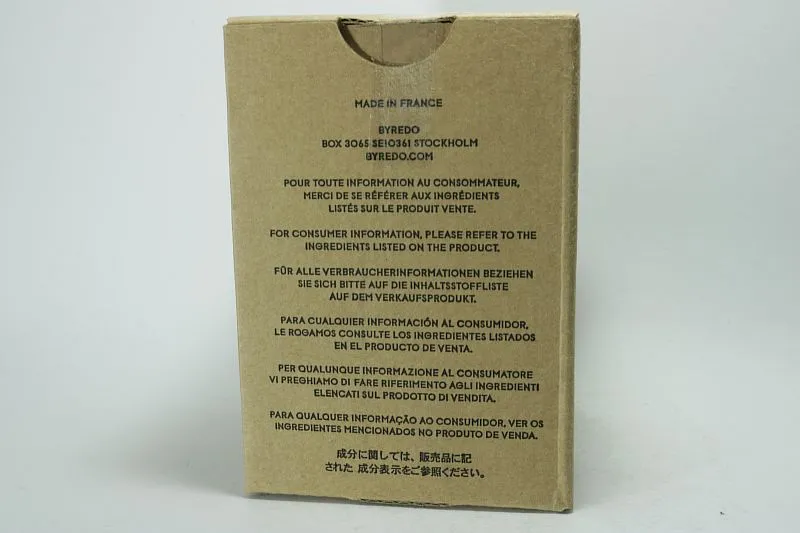 MADE IN FRANCE
BYREDO
BOX 3065 SE10361 STOCKHOLM
BYREDO.COM
POUR TOUTE INFORMATION AU CONSOMMATEUR,
MERCI DE SE RÉFÉRER AUX INGRÉDIENTS
LISTÉS SUR LE PRODUIT VENTE.
FOR CONSUMER INFORMATION, PLEASE REFER TO THE
INGREDIENTS LISTED ON THE PRODUCT.
FÜR ALLE VERBRAUCHERINFORMATIONEN BEZIEHEN
SIE SICH BITTE AUF DIE INHALTSSTOFFLISTE
AUF DEM VERKAUFSPRODUKT.
PARA CUALQUIER INFORMACIÓN AL CONSUMIDOR,
LE ROGAMOS CONSULTE LOS INGREDIENTES LISTADOS
EN EL PRODUCTO DE VENTA.
PER QUALUNQUE INFORMAZIONE AL CONSUMATORE
VI PREGHIAMO DI FARE RIFERIMENTO AGLI INGREDIENTI
ELENCATI SUL PRODOTTO DI VENDITA.
PARA QUALQUER INFORMAÇÃO AO CONSUMIDOR, VER OS
INGREDIENTES MENCIONADOS NO PRODUTO DE VENDA.
成分に関しては、販売品に記
された 成分表示をご参照ください。